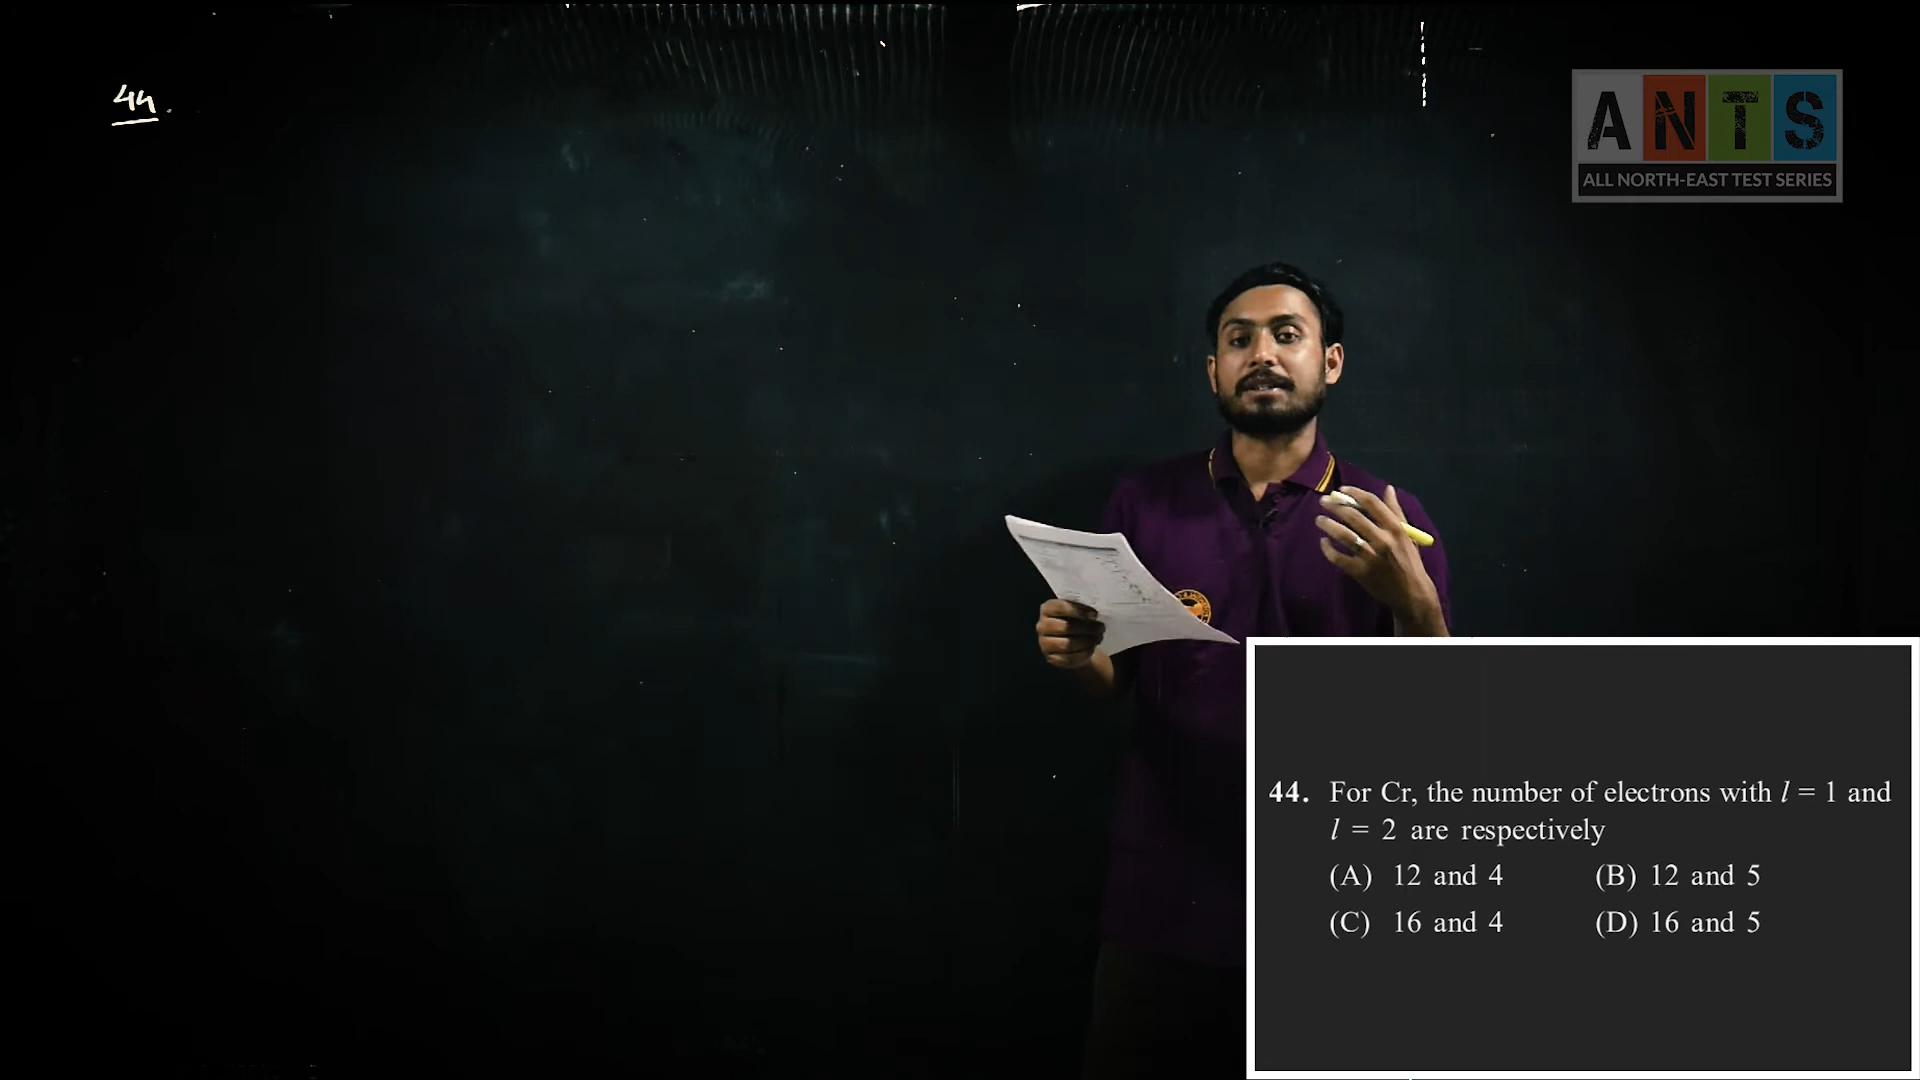 44.
ANTS
ALL NORTH-EAST TEST SERIES
44. For Cr, the number of electrons with l = 1 and
l = 2 are respectively
(A) 12 and 4 (B) 12 and 5
(C) 16 and 4 (D) 16 and 5